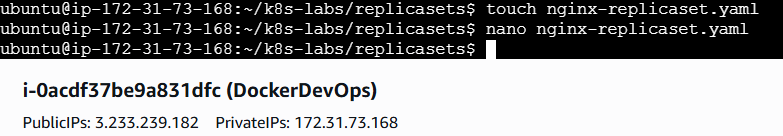 ubuntu@ip-172-31-73-168:~/k8s-labs/replicasets$ touch nginx-replicaset.yaml
ubuntu@ip-172-31-73-168:~/k8s-labs/replicasets$ nano nginx-replicaset.yaml
ubuntu@ip-172-31-73-168:~/k8s-labs/replicasets$
i-0acdf37be9a831dfc (DockerDevOps)
PublicIPs: 3.233.239.182 PrivateIPs: 172.31.73.168